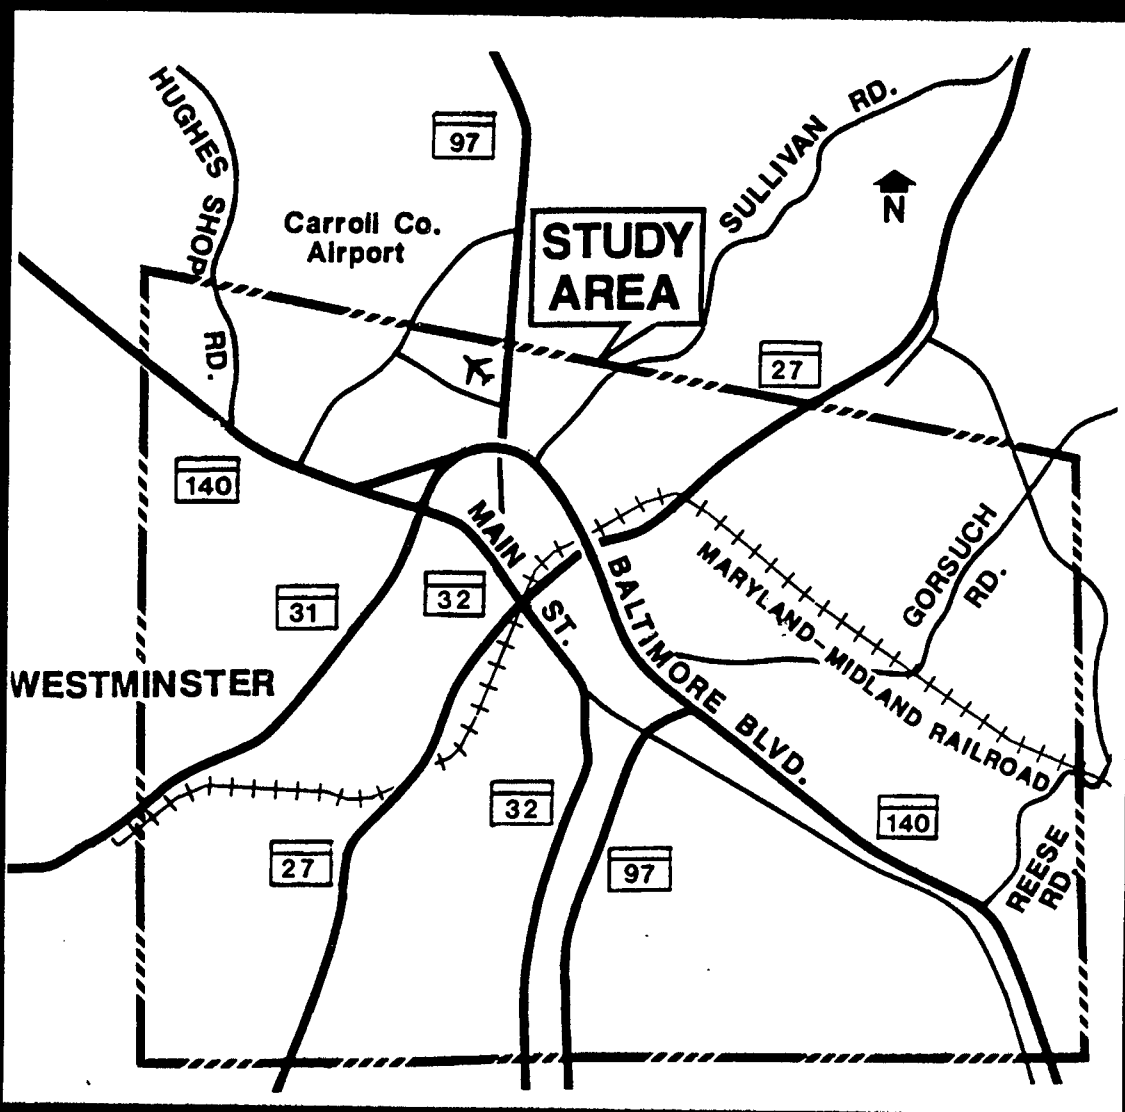 HUGHES SHOP RD.
97
SULLIVAN RD.
N
Carroll Co.
Airport
STUDY
AREA
27
140
MAIN ST.
GORSUCH
RD.
MARYLAND-MIDLAND RAILROAD
BALTIMORE BLVD.
31
32
WESTMINSTER
32
140
27
97
REESE
RD.